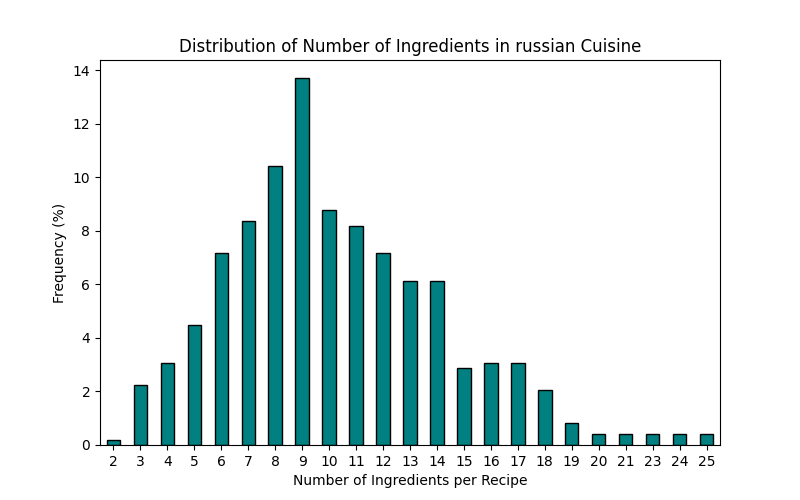 Distribution of Number of Ingredients in russian Cuisine
14
12
10
8
6
4
2
0
Frequency (%)
2 3 4 5 6 7 8 9 10 11 12 13 14 15 16 17 18 19 20 21 23 24 25
Number of Ingredients per Recipe